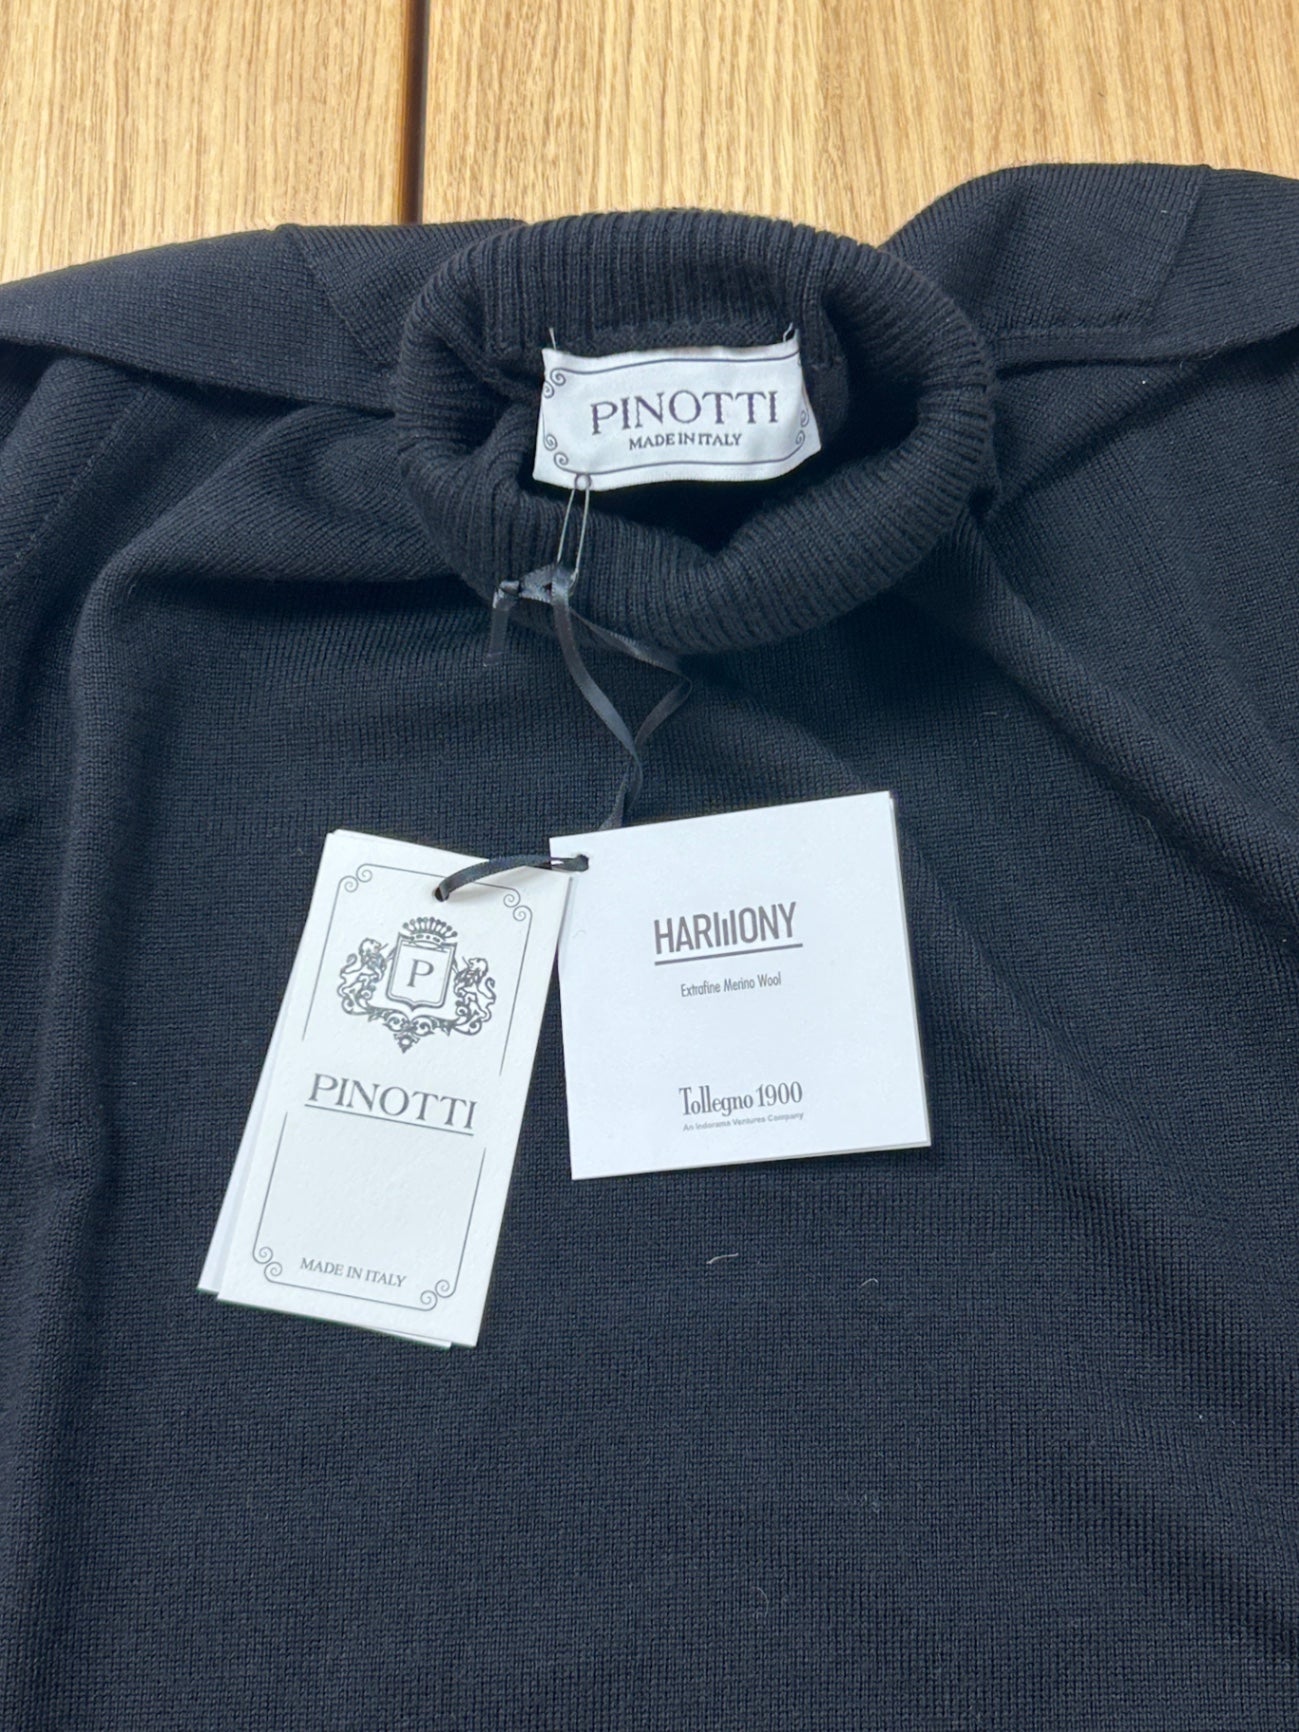 PINOTTI
MADE IN ITALY
P
PINOTTI
MADE IN ITALY
HARMONY
Extrafine Merino Wool
Tollegno 1900
An Indorama Ventures Company